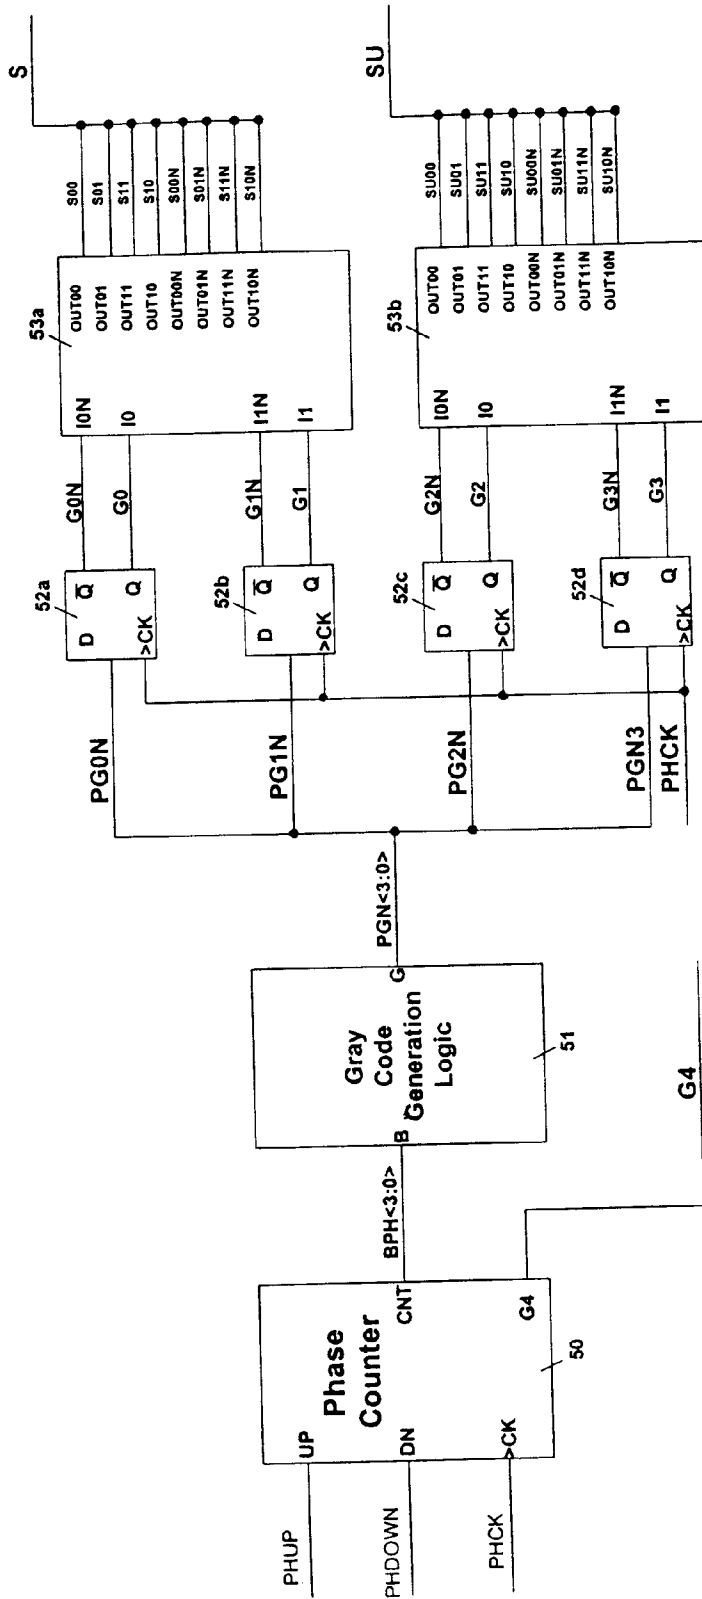 PHUP
PHDOWN
PHCK
UP
DN
>CK
Phase
Counter
CNT
G4
50
BPH<3:0>
G4
B
Gray
Code
Generation
Logic
G
51
PGN<3:0>
PG0N
PG1N
PG2N
PGN3
PHCK
52a
D
Q
Q
>CK
52b
D
Q
Q
>CK
52c
D
Q
Q
>CK
52d
D
Q
Q
>CK
G0N
G0
G1N
G1
G2N
G2
G3N
G3
53a
I0N
I0
I1N
I1
OUT00
OUT01
OUT11
OUT10
OUT00N
OUT01N
OUT11N
OUT10N
53b
I0N
I0
I1N
I1
OUT00
OUT01
OUT11
OUT10
OUT00N
OUT01N
OUT11N
OUT10N
S00
S01
S11
S10
S00N
S01N
S11N
S10N
S
SU00
SU01
SU11
SU10
SU00N
SU01N
SU11N
SU10N
SU